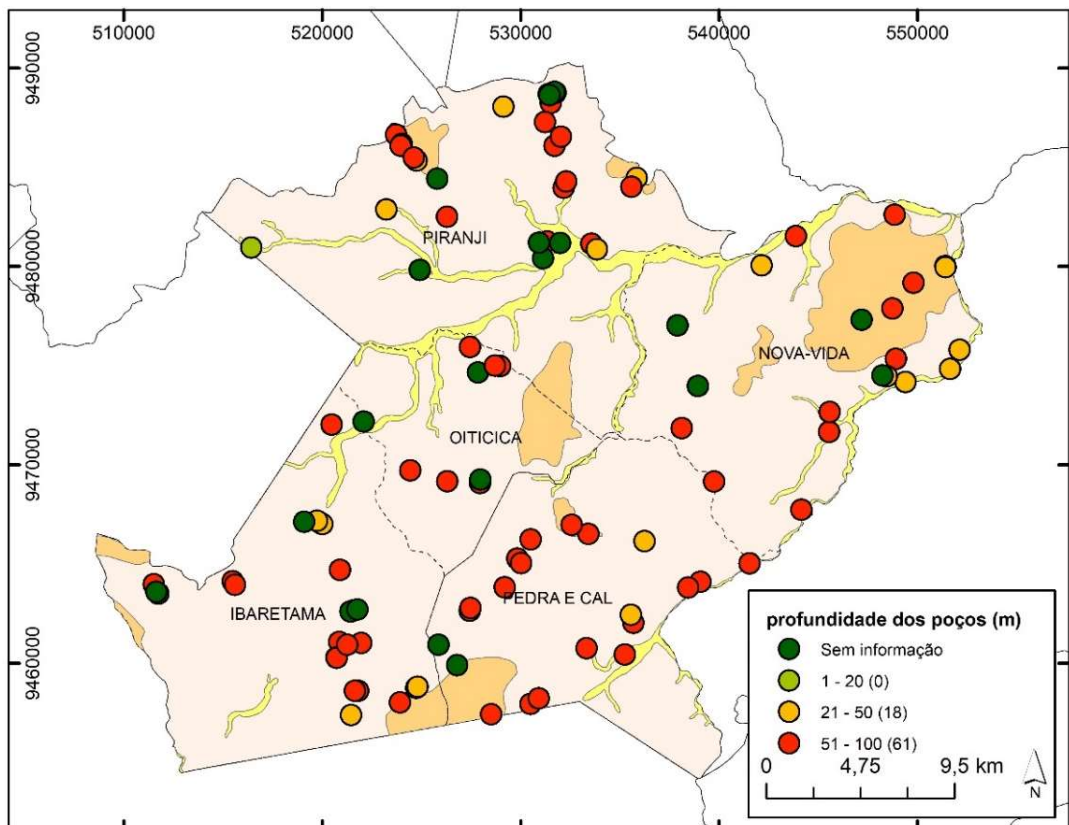 510000 520000 530000 540000 550000
9490000
9480000
9470000
9460000
PIRANJI
NOVA-VIDA
OITICICA
IBARETAMA
PEDRA E CAL
profundidade dos poços (m)
Sem informação
1 - 20 (0)
21 - 50 (18)
51 - 100 (61)
0 4,75 9,5 km
N